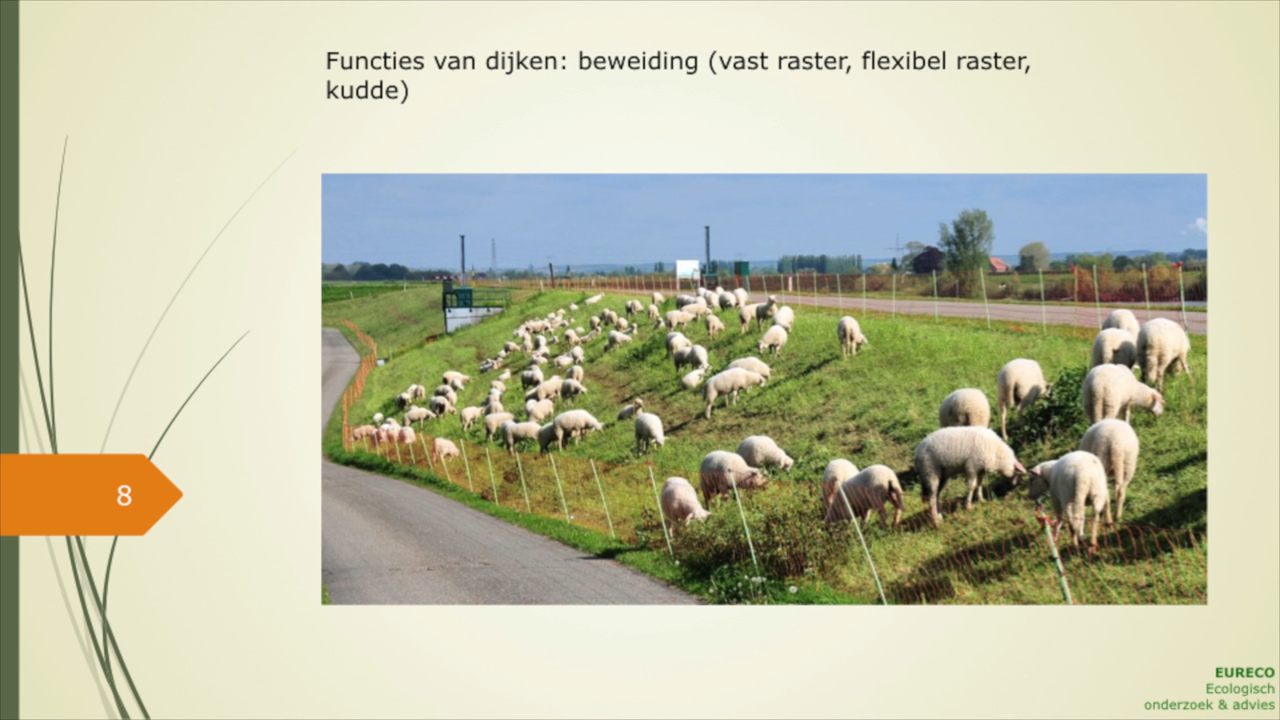 Functies van dijken: beweiding (vast raster, flexibel raster,
kudde)
8
EURECO
Ecologisch
onderzoek & advies